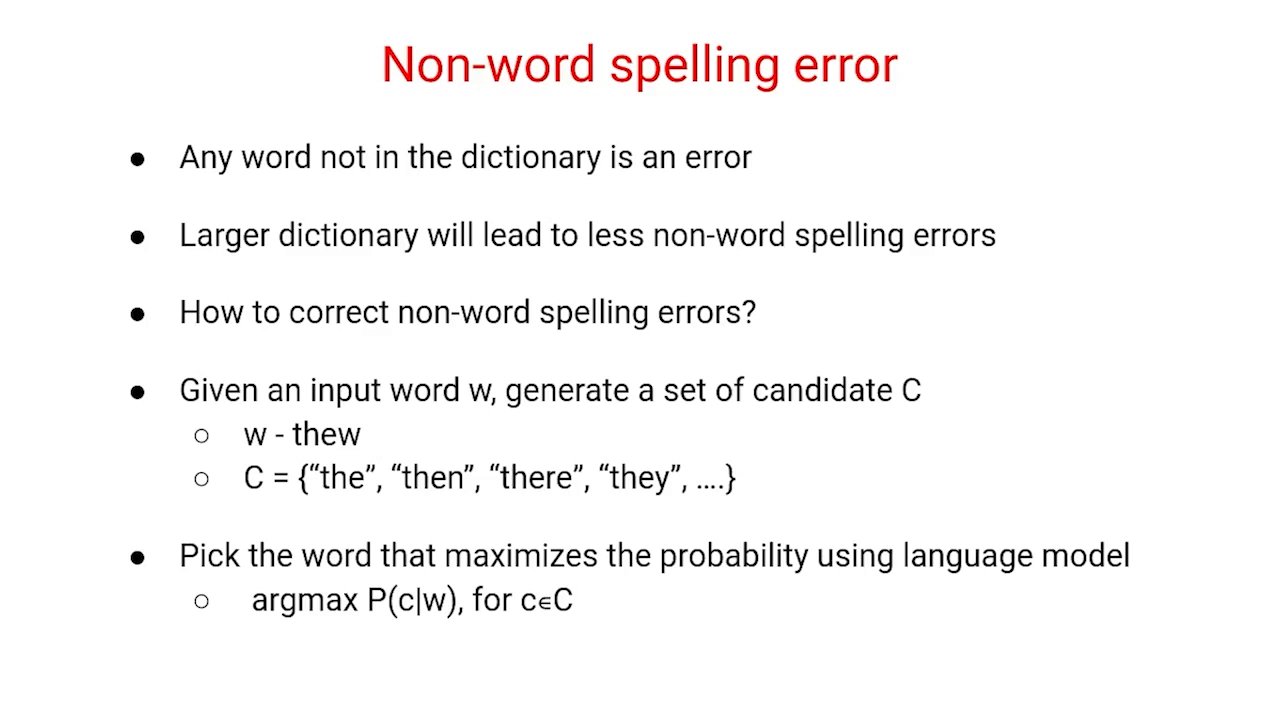 Non-word spelling error
● Any word not in the dictionary is an error
● Larger dictionary will lead to less non-word spelling errors
● How to correct non-word spelling errors?
● Given an input word w, generate a set of candidate C
○ w - thew
○ C = {“the”, “then”, “there”, “they”, ….}
● Pick the word that maximizes the probability using language model
○ argmax P(c|w), for c∊C